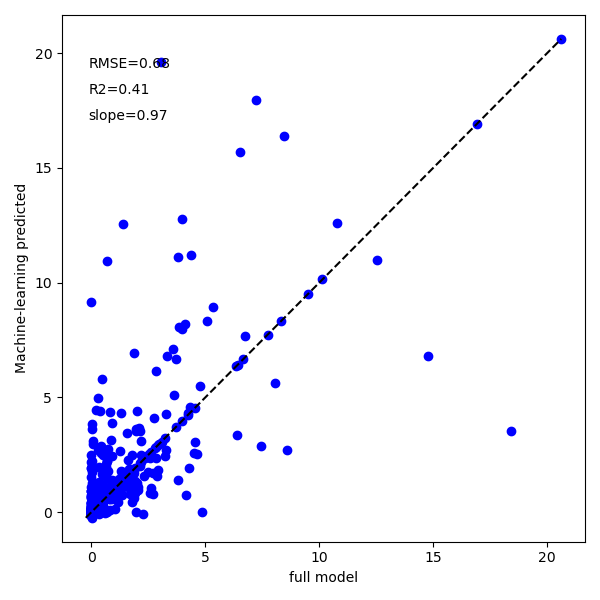 20
15
10
5
0
RMSE=0.68
R2=0.41
slope=0.97
Machine-learning predicted
0 5 10 15 20
full model